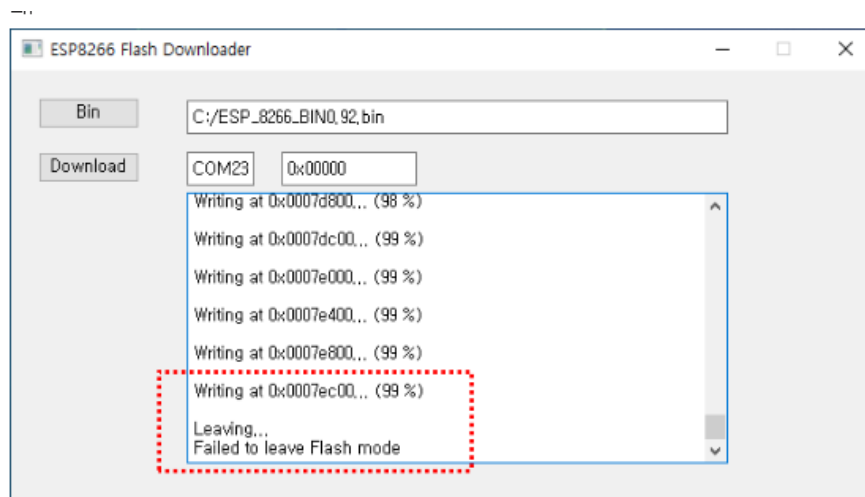 ESP8266 Flash Downloader
Bin
C:/ESP_8266_BIN0.92.bin
Download
COM23
0x00000
Writing at 0x0007d800... (98 %)
Writing at 0x0007dc00... (99 %)
Writing at 0x0007e000... (99 %)
Writing at 0x0007e400... (99 %)
Writing at 0x0007e800... (99 %)
Writing at 0x0007ec00... (99 %)
Leaving...
Failed to leave Flash mode